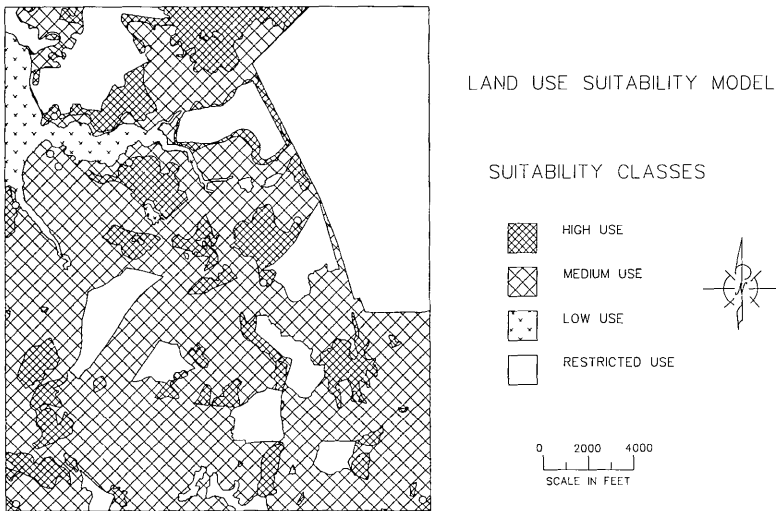 LAND USE SUITABILITY MODEL
SUITABILITY CLASSES
HIGH USE
MEDIUM USE
LOW USE
RESTRICTED USE
N
0 2000 4000
SCALE IN FEET